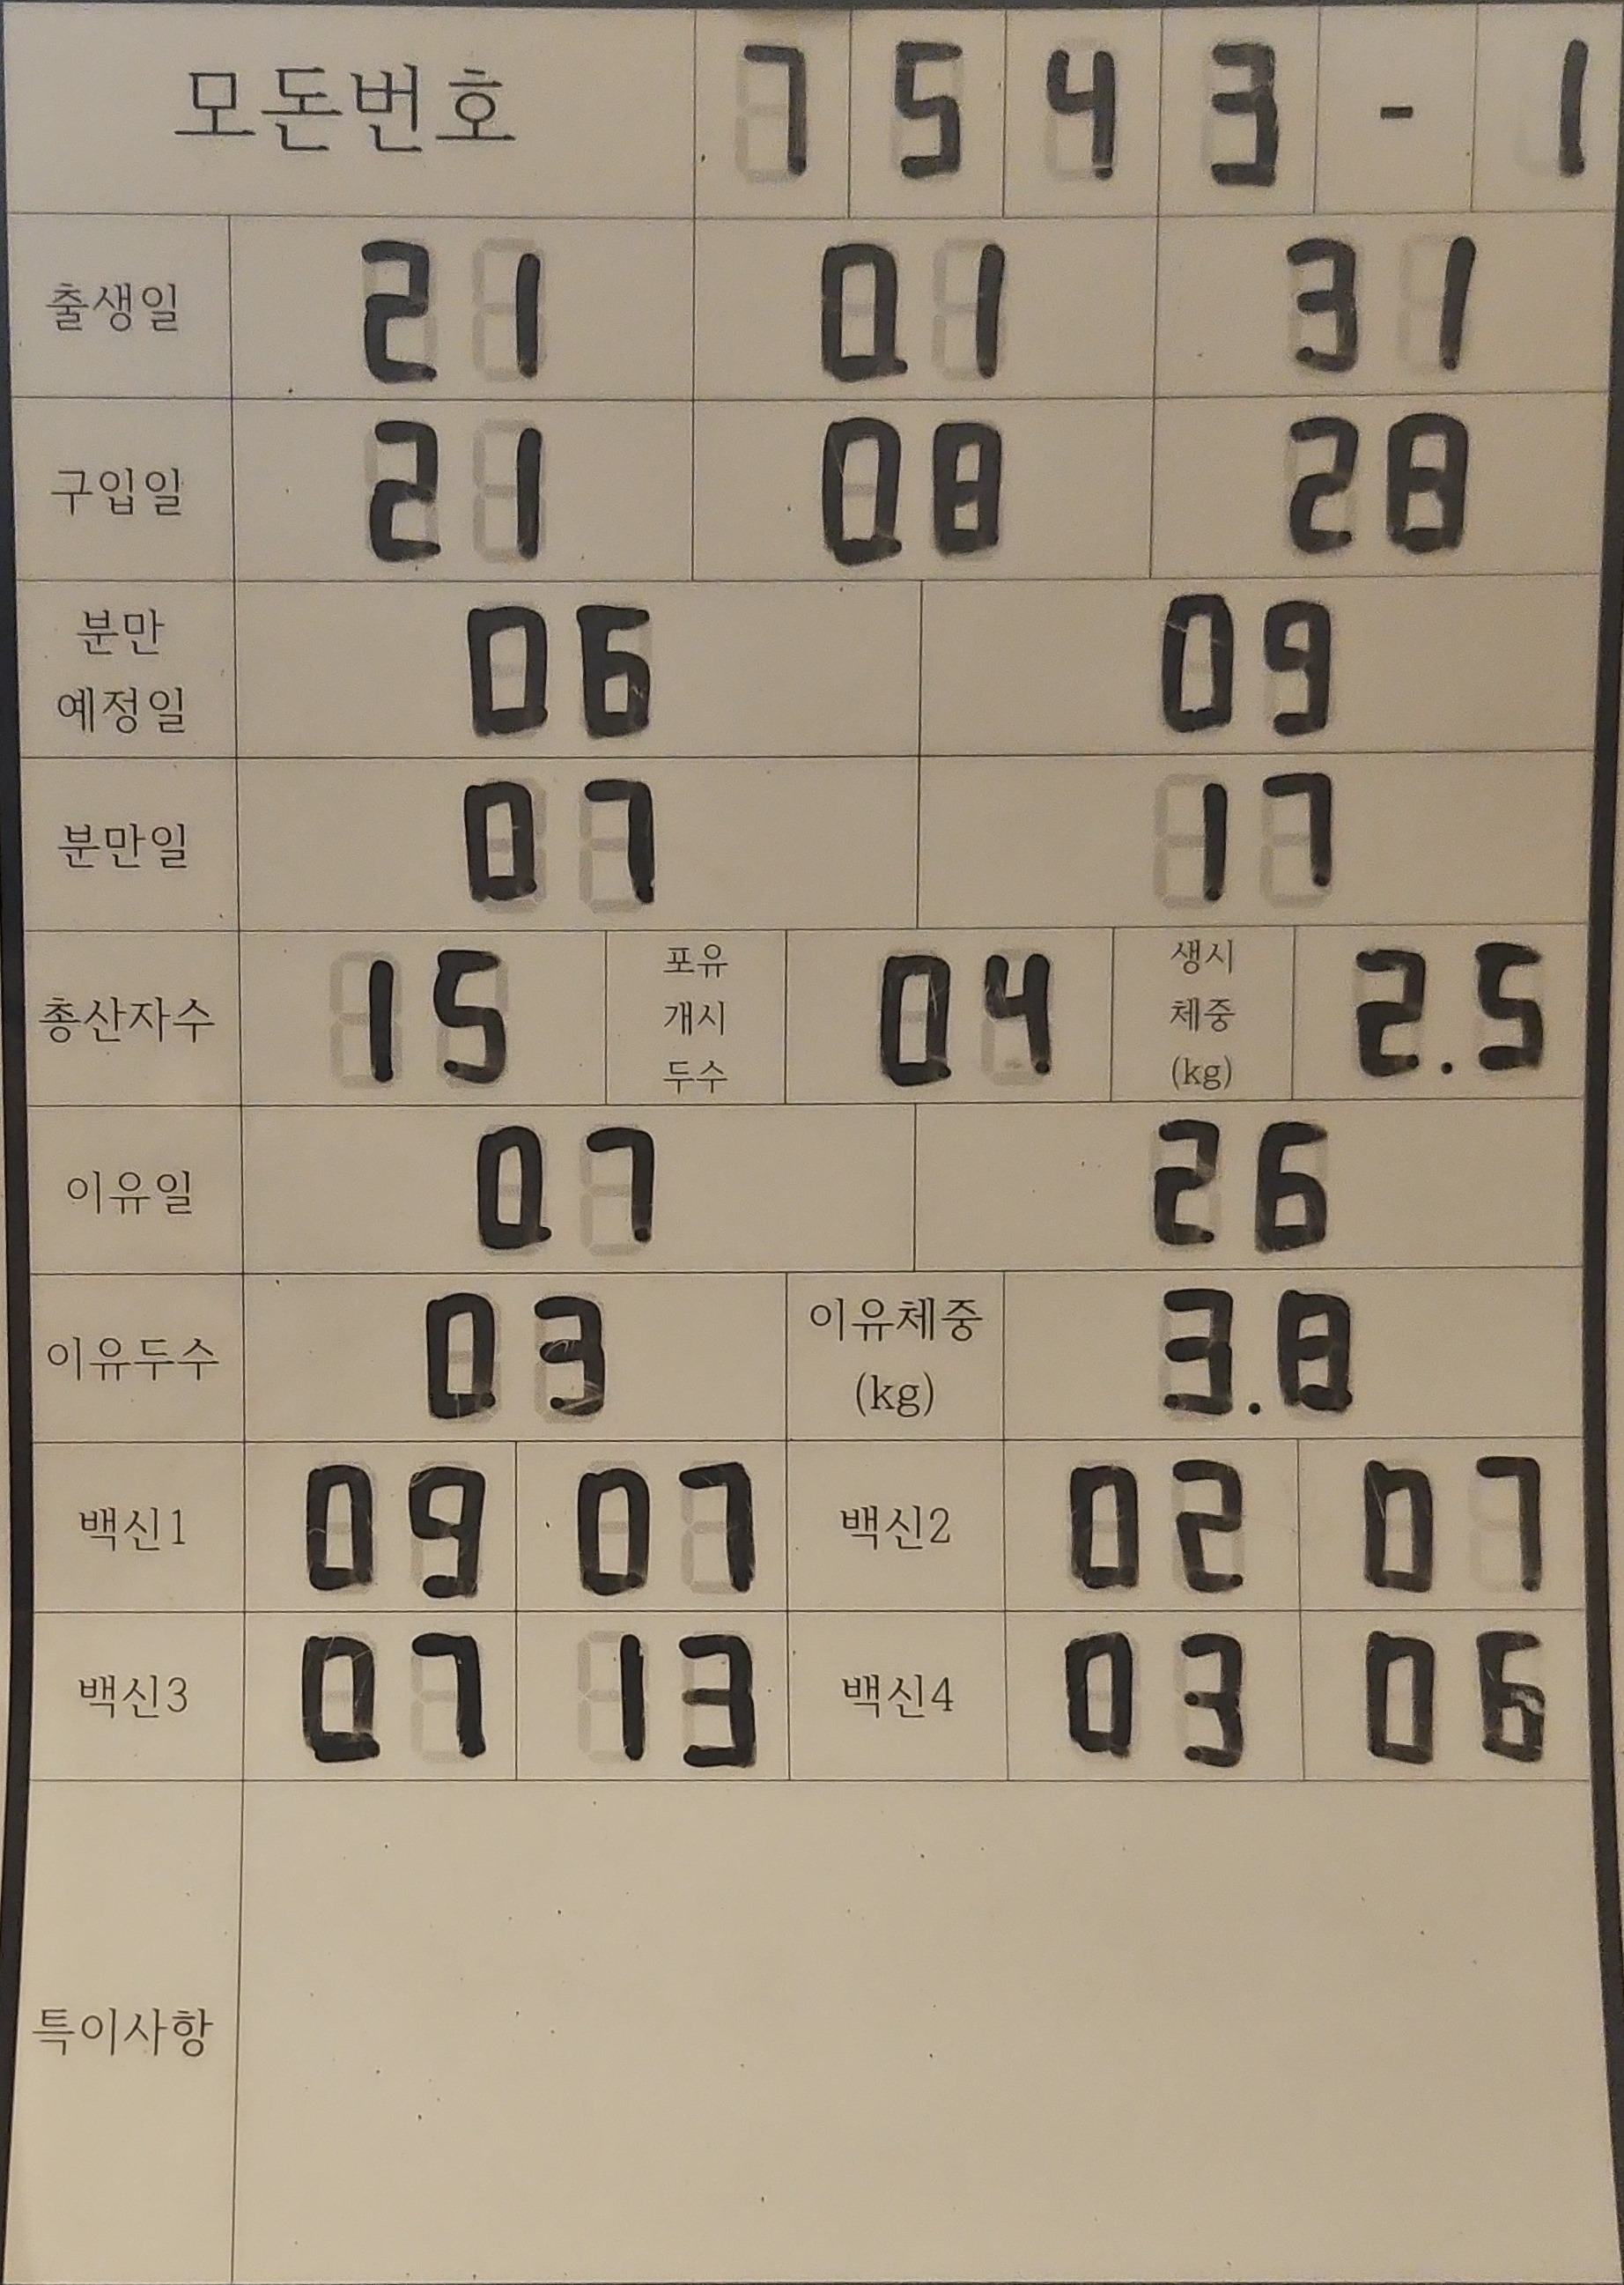 모돈번호 7 5 4 3 - 1
출생일 21 01 31
구입일 21 08 28
분만 예정일 06 09
분만일 07 17
총산자수 15 포유 개시 두수 04 생시 체중 (kg) 2.5
이유일 07 26
이유두수 03 이유체중 (kg) 3.8
백신1 09 07 백신2 02 07
백신3 07 13 백신4 03 06
특이사항